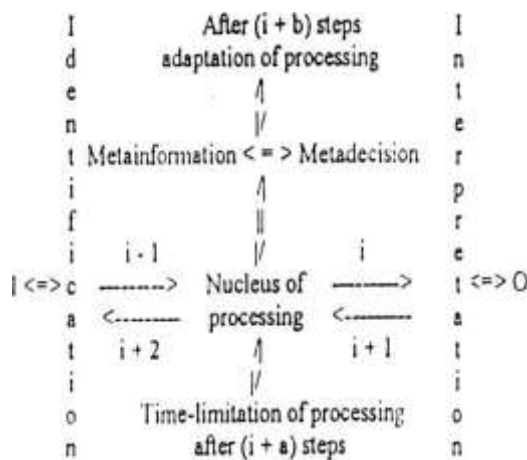 Identification
After (i + b) steps
adaptation of processing
Metainformation < = > Metadecision
i - 1
i
I <=>
--------->
Nucleus of
--------->
<=> O
<---------
processing
<---------
i + 2
i + 1
Time-limitation of processing
after (i + a) steps
Interpretation